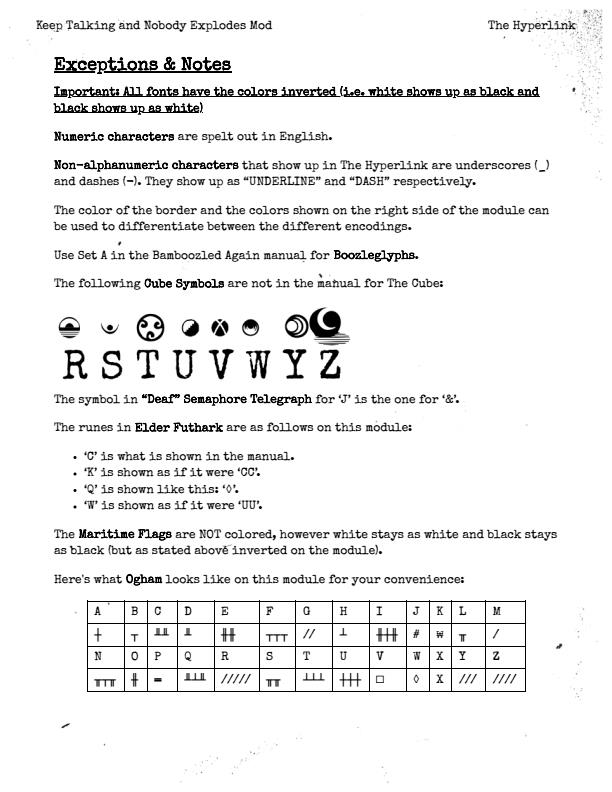 Keep Talking and Nobody Explodes Mod The Hyperlink
Exceptions & Notes
Important: All fonts have the colors inverted (i.e. white shows up as black and
black shows up as white)
Numeric characters are spelt out in English.
Non-alphanumeric characters that show up in The Hyperlink are underscores (_)
and dashes (-). They show up as “UNDERLINE” and “DASH” respectively.
The color of the border and the colors shown on the right side of the module can
be used to differentiate between the different encodings.
Use Set A in the Bamboozled Again manual for Boozleglyphs.
The following Cube Symbols are not in the manual for The Cube:
R S T U V W Y Z
The symbol in “Deaf” Semaphore Telegraph for ‘J’ is the one for ‘&’.
The runes in Elder Futhark are as follows on this module:
• ‘C’ is what is shown in the manual.
• ‘K’ is shown as if it were ‘CC’.
• ‘Q’ is shown like this: ‘◊’.
• ‘W’ is shown as if it were ‘UU’.
The Maritime Flags are NOT colored, however white stays as white and black stays
as black (but as stated above inverted on the module).
Here's what Ogham looks like on this module for your convenience:
A B C D E F G H I J K L M
N O P Q R S T U V W X Y Z